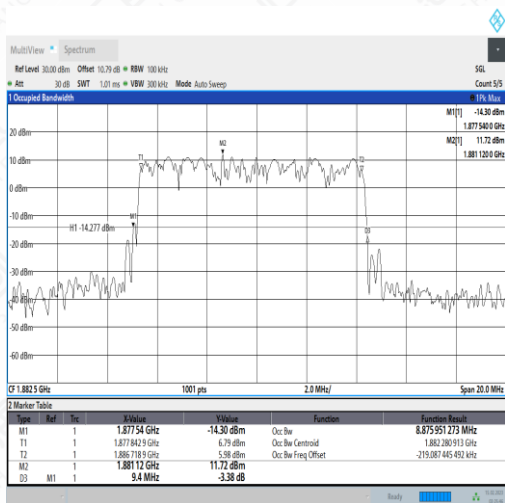 MultiView Spectrum
Ref Level 30.00 dBm Offset 10.79 dB RBW 100 kHz SGL
Att 30 dB SWT 1.01 ms VBW 300 kHz Mode Auto Sweep Count 5/5
1 Occupied Bandwidth 1Pk Max
M1[1] -14.30 dBm
1.877 540 0 GHz
M2[1] 11.72 dBm
1.881 120 0 GHz
20 dBm
M2
T1
10 dBm
0 dBm
-10 dBm
M1
H1 -14.277 dBm
D3
-20 dBm
-30 dBm
-40 dBm
-50 dBm
-60 dBm
CF 1.882 5 GHz 1001 pts 2.0 MHz/ Span 20.0 MHz
2 Marker Table
Type Ref Trc X-Value Y-Value Function Function Result
M1 1 1.877 54 GHz -14.30 dBm Occ Bw 8.875 951 273 MHz
T1 1 1.877 842 9 GHz 6.79 dBm Occ Bw Centroid 1.882 280 913 GHz
T2 1 1.886 718 9 GHz 5.98 dBm Occ Bw Freq Offset -219.087 445 492 kHz
M2 1 1.881 12 GHz 11.72 dBm
D3 M1 1 9.4 MHz -3.38 dB
Ready